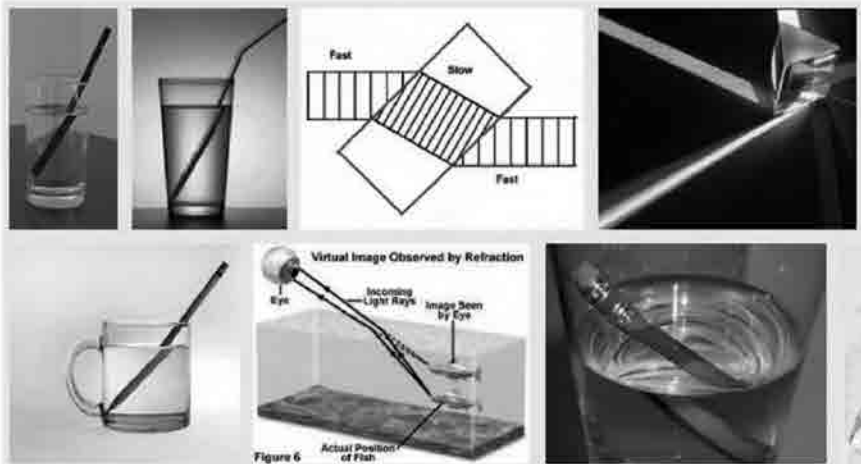 Fast
Slow
Fast
Virtual Image Observed by Refraction
Eye
Incoming
Light Rays
Image Seen
by Eye
Actual Position
of Fish
Figure 6